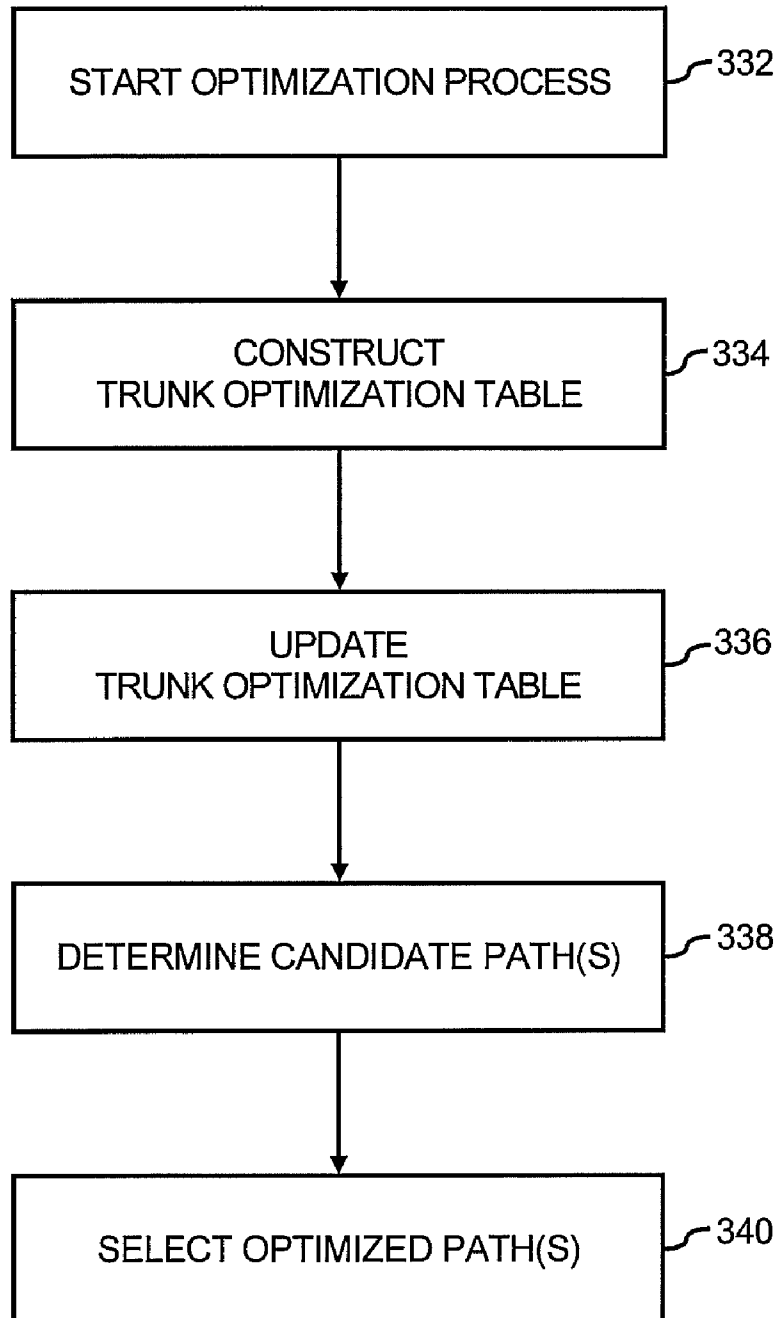 START OPTIMIZATION PROCESS
332
CONSTRUCT
TRUNK OPTIMIZATION TABLE
334
UPDATE
TRUNK OPTIMIZATION TABLE
336
DETERMINE CANDIDATE PATH(S)
338
SELECT OPTIMIZED PATH(S)
340